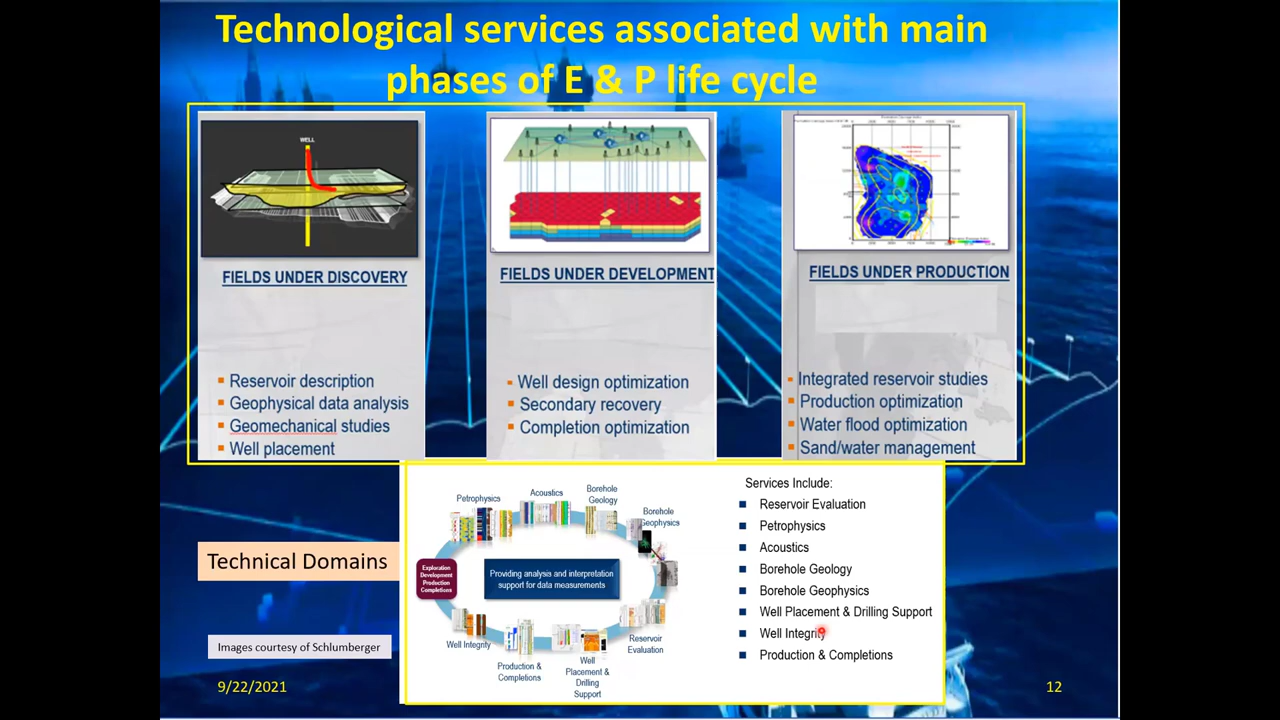 Technological services associated with main
phases of E & P life cycle
WELL
FIELDS UNDER DISCOVERY
Reservoir description
Geophysical data analysis
Geomechanical studies
Well placement
FIELDS UNDER DEVELOPMENT
Well design optimization
Secondary recovery
Completion optimization
FIELDS UNDER PRODUCTION
Integrated reservoir studies
Production optimization
Water flood optimization
Sand/water management
Technical Domains
Images courtesy of Schlumberger
Petrophysics
Acoustics
Borehole
Geology
Borehole
Geophysics
Exploration
Development
Production
Completions
Providing analysis and interpretation
support for data measurements
Well Integrity
Production &
Completions
Well
Placement &
Drilling
Support
Reservoir
Evaluation
Services Include:
Reservoir Evaluation
Petrophysics
Acoustics
Borehole Geology
Borehole Geophysics
Well Placement & Drilling Support
Well Integrity
Production & Completions
9/22/2021
12